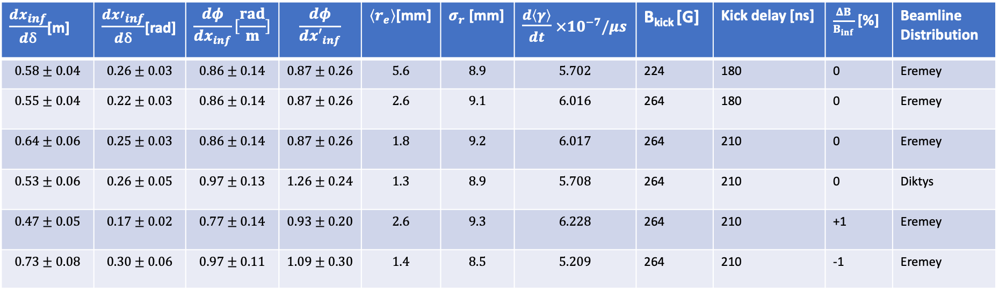 dx_inf/dδ [m] dx'_inf/dδ [rad] dϕ/dx_inf [rad/m] dϕ/dx'_inf ⟨r_e⟩[mm] σ_r [mm] d⟨γ⟩/dt ×10⁻⁷/μs B_kick [G] Kick delay [ns] ΔB/B_inf [%] Beamline Distribution
0.58 ± 0.04 0.26 ± 0.03 0.86 ± 0.14 0.87 ± 0.26 5.6 8.9 5.702 224 180 0 Eremey
0.55 ± 0.04 0.22 ± 0.03 0.86 ± 0.14 0.87 ± 0.26 2.6 9.1 6.016 264 180 0 Eremey
0.64 ± 0.06 0.25 ± 0.03 0.86 ± 0.14 0.87 ± 0.26 1.8 9.2 6.017 264 210 0 Eremey
0.53 ± 0.06 0.26 ± 0.05 0.97 ± 0.13 1.26 ± 0.24 1.3 8.9 5.708 264 210 0 Diktys
0.47 ± 0.05 0.17 ± 0.02 0.77 ± 0.14 0.93 ± 0.20 2.6 9.3 6.228 264 210 +1 Eremey
0.73 ± 0.08 0.30 ± 0.06 0.97 ± 0.11 1.09 ± 0.30 1.4 8.5 5.209 264 210 -1 Eremey